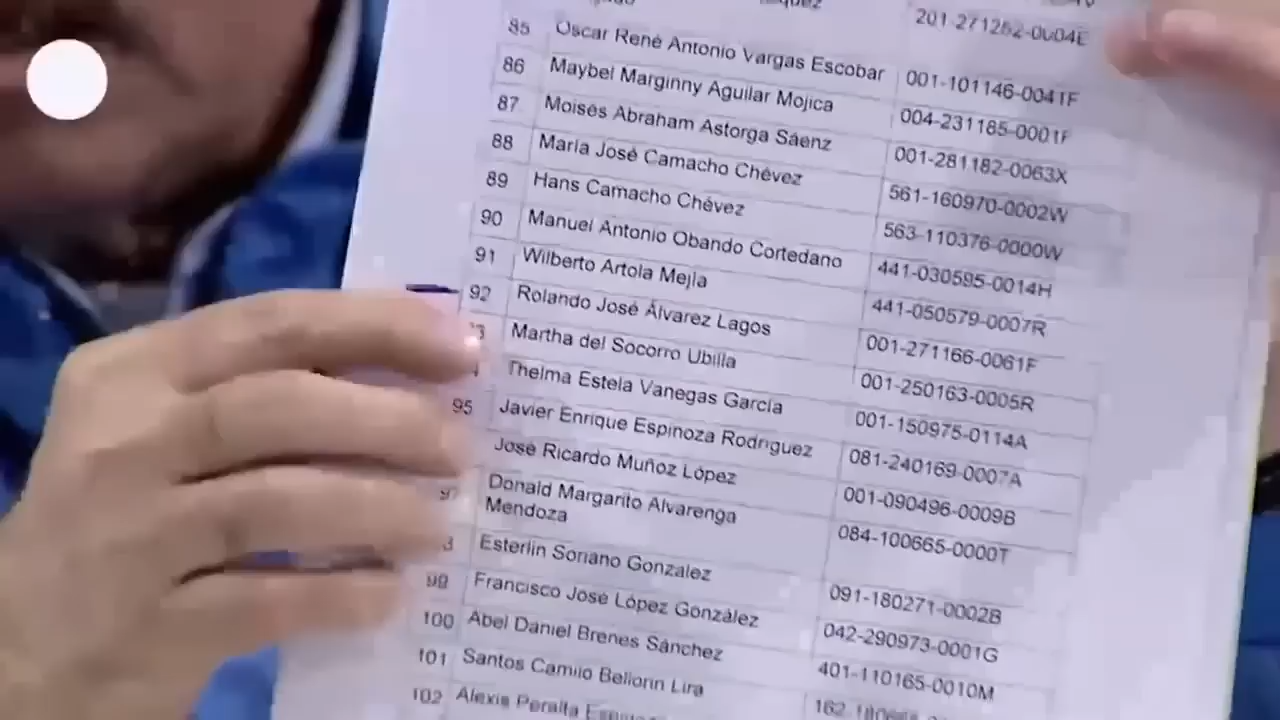 201-271252-0004E
85 Oscar René Antonio Vargas Escobar 001-101146-0041F
86 Maybel Marginny Aguilar Mojica 004-231185-0001F
87 Moisés Abraham Astorga Sáenz 001-281182-0063X
88 María José Camacho Chévez 561-160970-0002W
89 Hans Camacho Chévez 563-110376-0000W
90 Manuel Antonio Obando Cortedano 441-030595-0014H
91 Wilberto Artola Mejía 441-050579-0007R
92 Rolando José Álvarez Lagos 001-271166-0061F
Martha del Socorro Ubilla 001-250163-0005R
Thelma Estela Vanegas García 001-150975-0114A
95 Javier Enrique Espinoza Rodríguez 081-240169-0007A
José Ricardo Muñoz López 001-090496-0009B
97 Donald Margarito Alvarenga 084-100665-0000T
Mendoza
Esterlin Soriano Gonzalez 091-180271-0002B
99 Francisco José López González 042-290973-0001G
100 Abel Daniel Brenes Sánchez 401-110165-0010M
101 Santos Camilo Bellorin Lira
102 Alexis Peralta